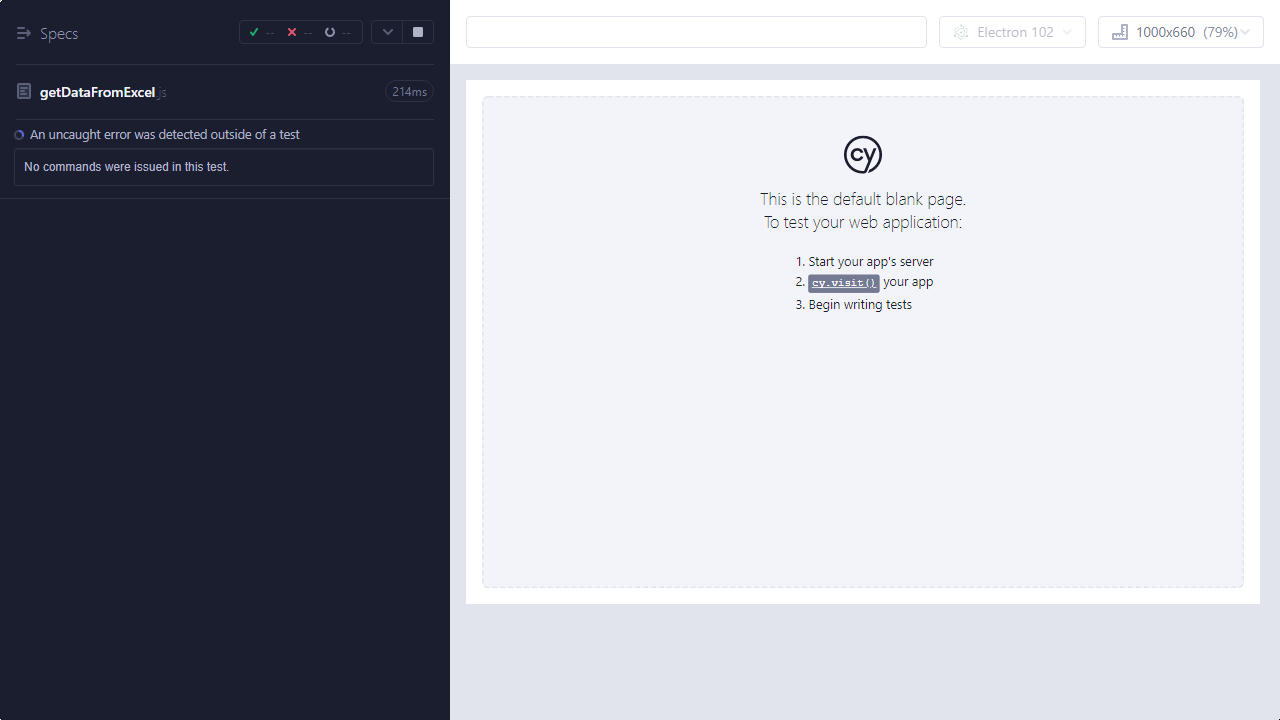 Specs
--
--
--
Electron 102
1000x660 (79%)
getDataFromExcel.js
214ms
An uncaught error was detected outside of a test
No commands were issued in this test.
cy
This is the default blank page.
To test your web application:
1. Start your app's server
2. cy.visit() your app
3. Begin writing tests